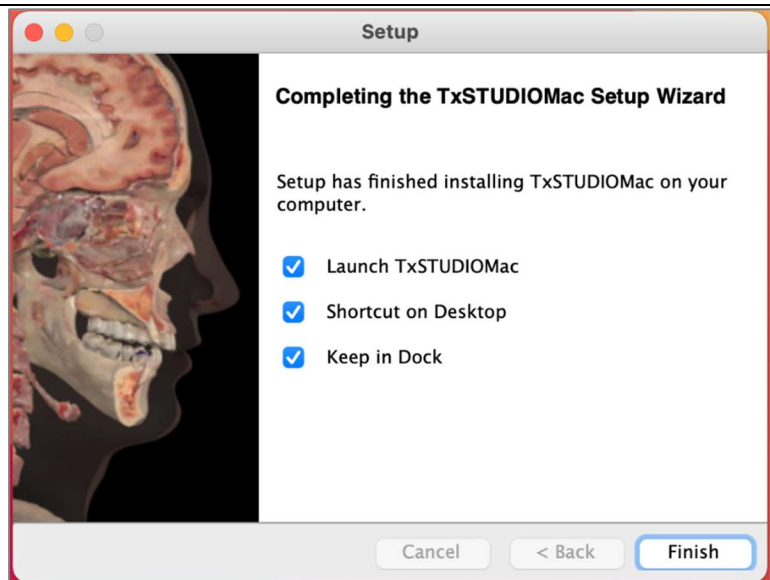 Setup
Completing the TxSTUDIOMac Setup Wizard
Setup has finished installing TxSTUDIOMac on your
computer.
Launch TxSTUDIOMac
Shortcut on Desktop
Keep in Dock
Cancel
< Back
Finish